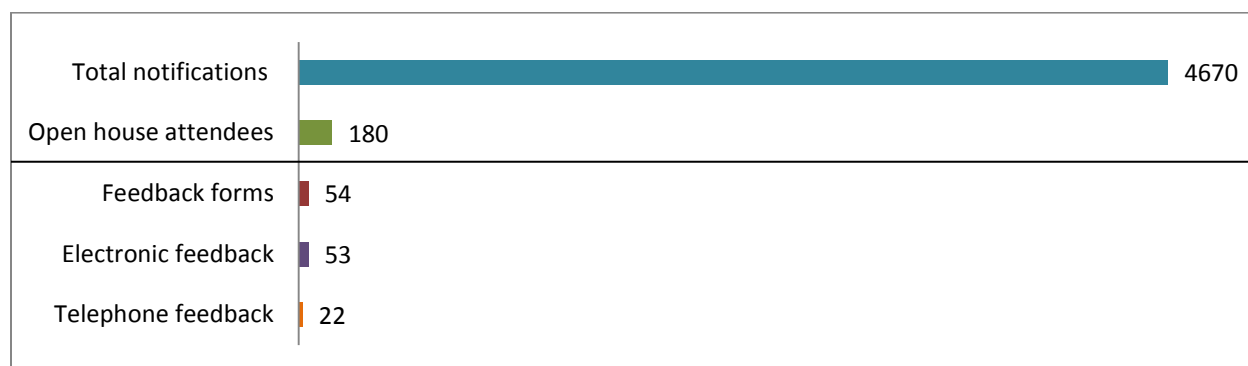 Total notifications 4670
Open house attendees 180
Feedback forms 54
Electronic feedback 53
Telephone feedback 22